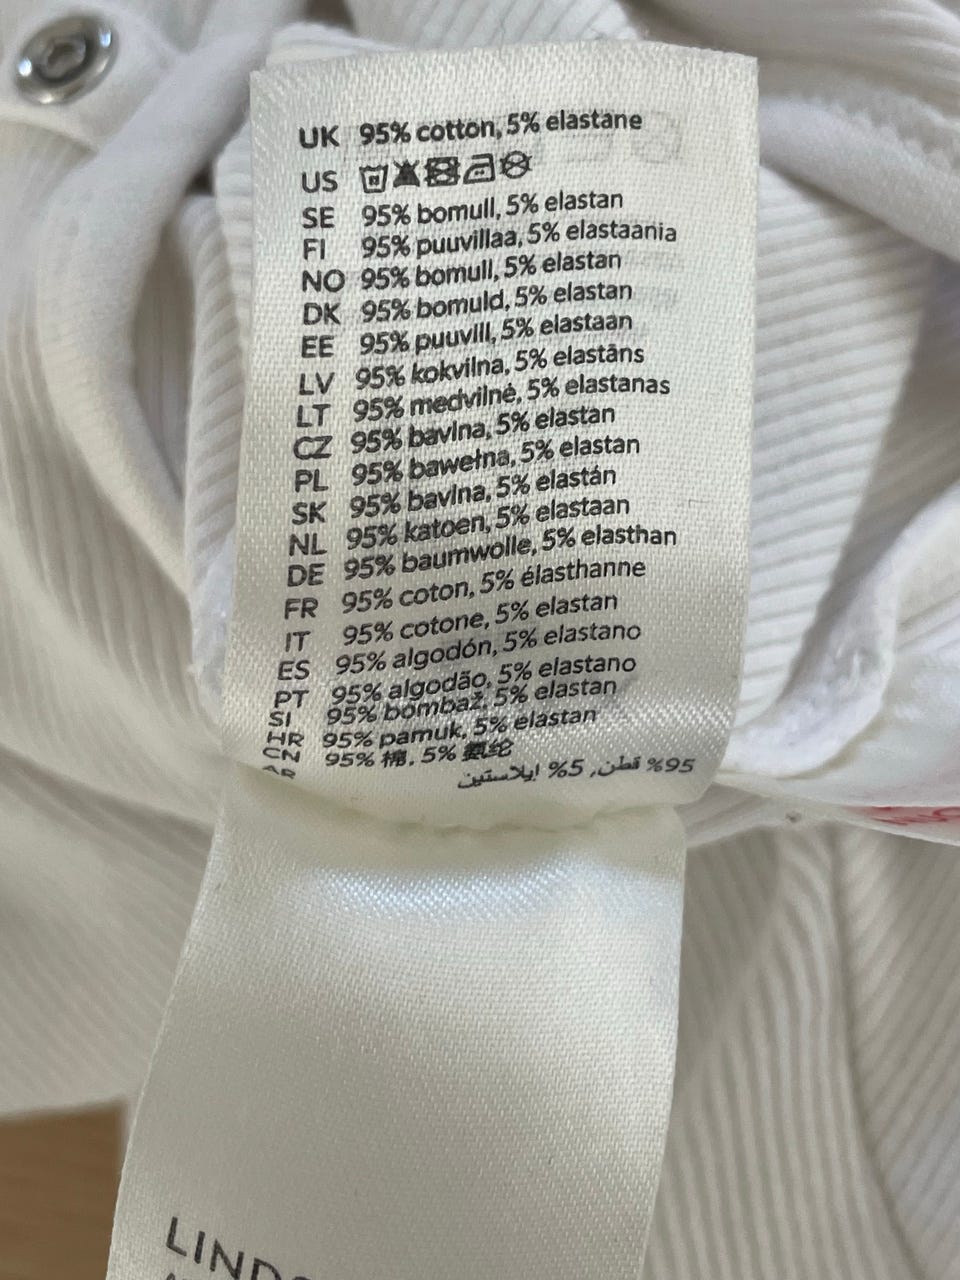 UK 95% cotton, 5% elastane
US
SE 95% bomull, 5% elastan
FI 95% puuvillaa, 5% elastaania
NO 95% bomull, 5% elastan
DK 95% bomuld, 5% elastan
EE 95% puuvill, 5% elastaan
LV 95% kokvilna, 5% elastāns
LT 95% medvilnė, 5% elastanas
CZ 95% bavlna, 5% elastan
PL 95% bawełna, 5% elastan
SK 95% bavlna, 5% elastán
NL 95% katoen, 5% elastaan
DE 95% baumwolle, 5% elasthan
FR 95% coton, 5% élasthanne
IT 95% cotone, 5% elastan
ES 95% algodón, 5% elastano
PT 95% algodão, 5% elastano
SI 95% bombaž, 5% elastan
HR 95% pamuk, 5% elastan
CN 95% 棉, 5% 氨纶
AR 95% قطن, 5% ايلاستين